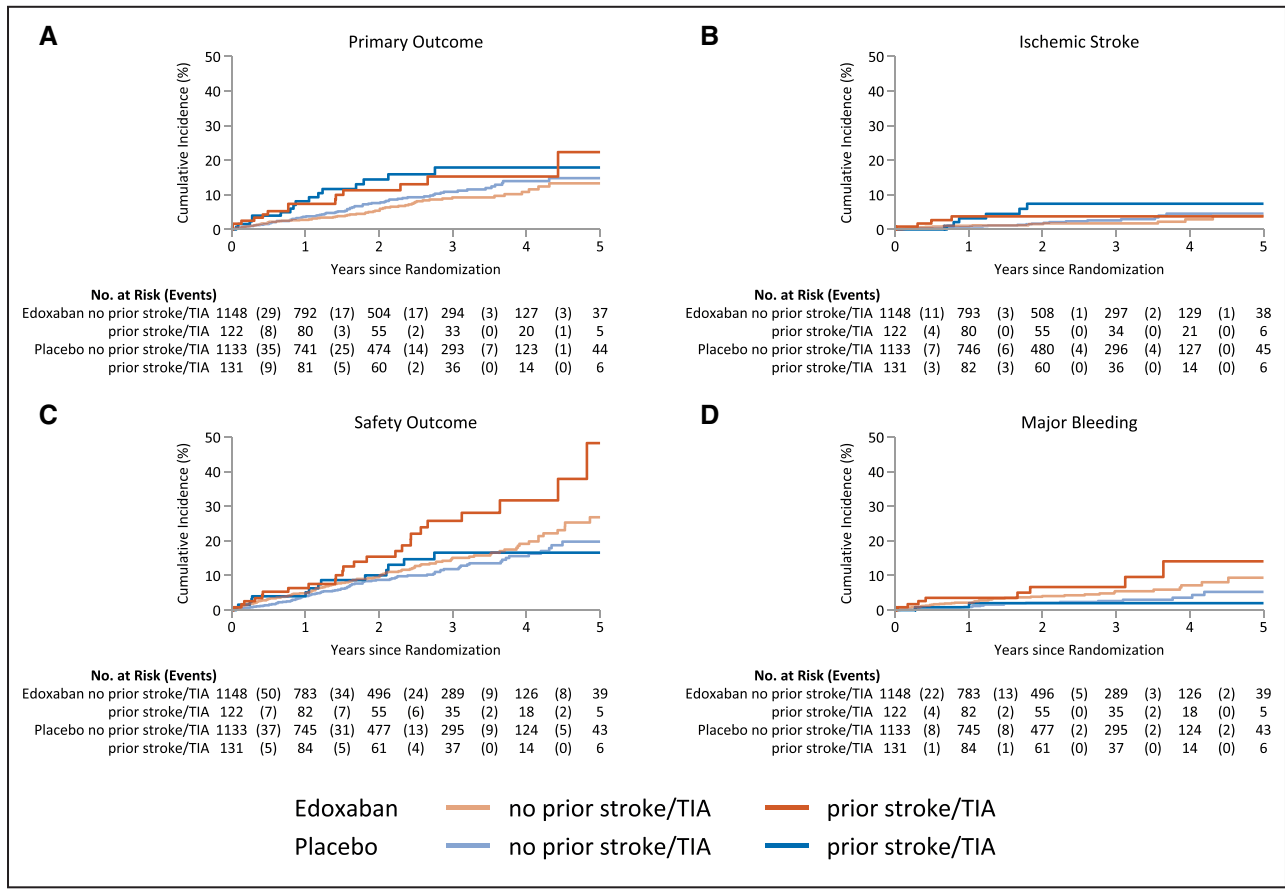 A
Primary Outcome
Cumulative Incidence (%)
50
40
30
20
10
0
0 1 2 3 4 5
Years since Randomization
No. at Risk (Events)
Edoxaban no prior stroke/TIA 1148 (29) 792 (17) 504 (17) 294 (3) 127 (3) 37
prior stroke/TIA 122 (8) 80 (3) 55 (2) 33 (0) 20 (1) 5
Placebo no prior stroke/TIA 1133 (35) 741 (25) 474 (14) 293 (7) 123 (1) 44
prior stroke/TIA 131 (9) 81 (5) 60 (2) 36 (0) 14 (0) 6
B
Ischemic Stroke
Cumulative Incidence (%)
50
40
30
20
10
0
0 1 2 3 4 5
Years since Randomization
No. at Risk (Events)
Edoxaban no prior stroke/TIA 1148 (11) 793 (3) 508 (1) 297 (2) 129 (1) 38
prior stroke/TIA 122 (4) 80 (0) 55 (0) 34 (0) 21 (0) 6
Placebo no prior stroke/TIA 1133 (7) 746 (6) 480 (4) 296 (4) 127 (0) 45
prior stroke/TIA 131 (3) 82 (3) 60 (0) 36 (0) 14 (0) 6
C
Safety Outcome
Cumulative Incidence (%)
50
40
30
20
10
0
0 1 2 3 4 5
Years since Randomization
No. at Risk (Events)
Edoxaban no prior stroke/TIA 1148 (50) 783 (34) 496 (24) 289 (9) 126 (8) 39
prior stroke/TIA 122 (7) 82 (7) 55 (6) 35 (2) 18 (2) 5
Placebo no prior stroke/TIA 1133 (37) 745 (31) 477 (13) 295 (9) 124 (5) 43
prior stroke/TIA 131 (5) 84 (5) 61 (4) 37 (0) 14 (0) 6
D
Major Bleeding
Cumulative Incidence (%)
50
40
30
20
10
0
0 1 2 3 4 5
Years since Randomization
No. at Risk (Events)
Edoxaban no prior stroke/TIA 1148 (22) 783 (13) 496 (5) 289 (3) 126 (2) 39
prior stroke/TIA 122 (4) 82 (2) 55 (0) 35 (2) 18 (0) 5
Placebo no prior stroke/TIA 1133 (8) 745 (8) 477 (2) 295 (2) 124 (2) 43
prior stroke/TIA 131 (1) 84 (1) 61 (0) 37 (0) 14 (0) 6
Edoxaban no prior stroke/TIA prior stroke/TIA
Placebo no prior stroke/TIA prior stroke/TIA